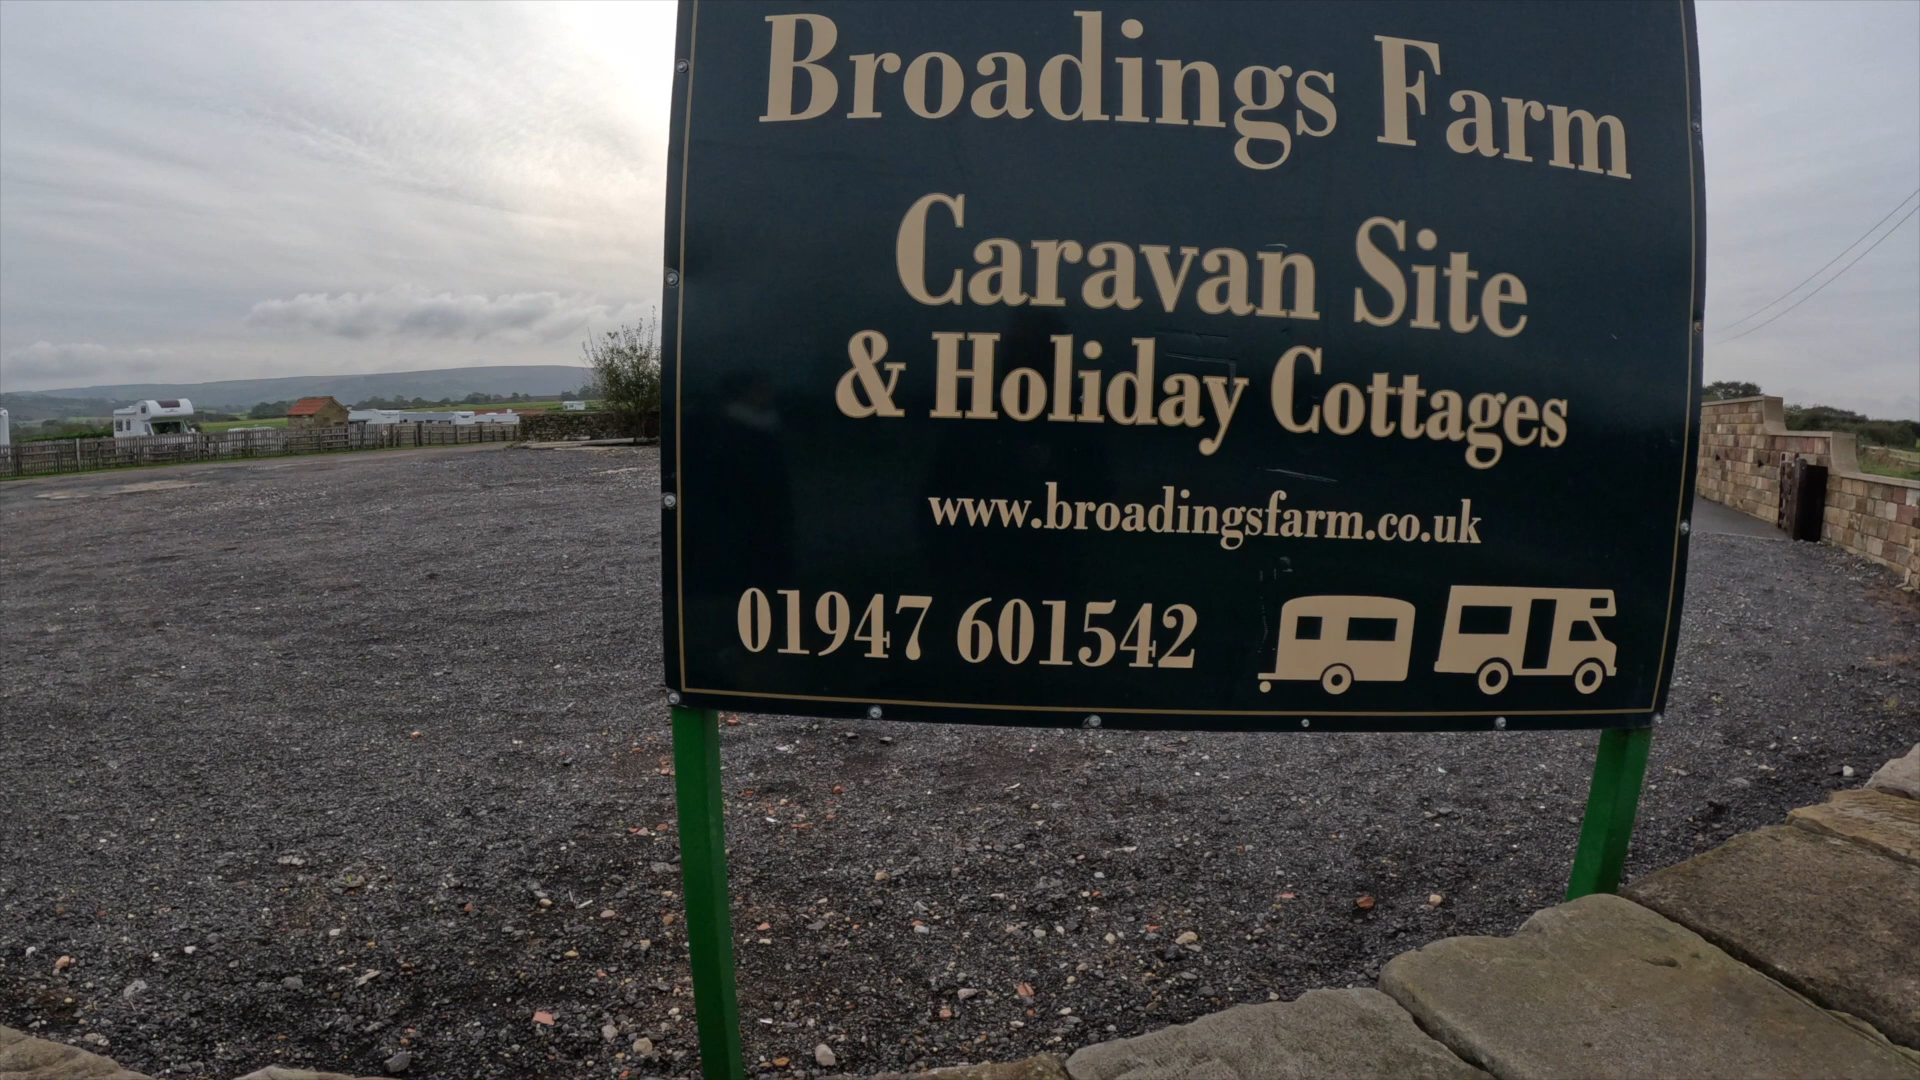 Broadings Farm
Caravan Site
& Holiday Cottages
www.broadingsfarm.co.uk
01947 601542